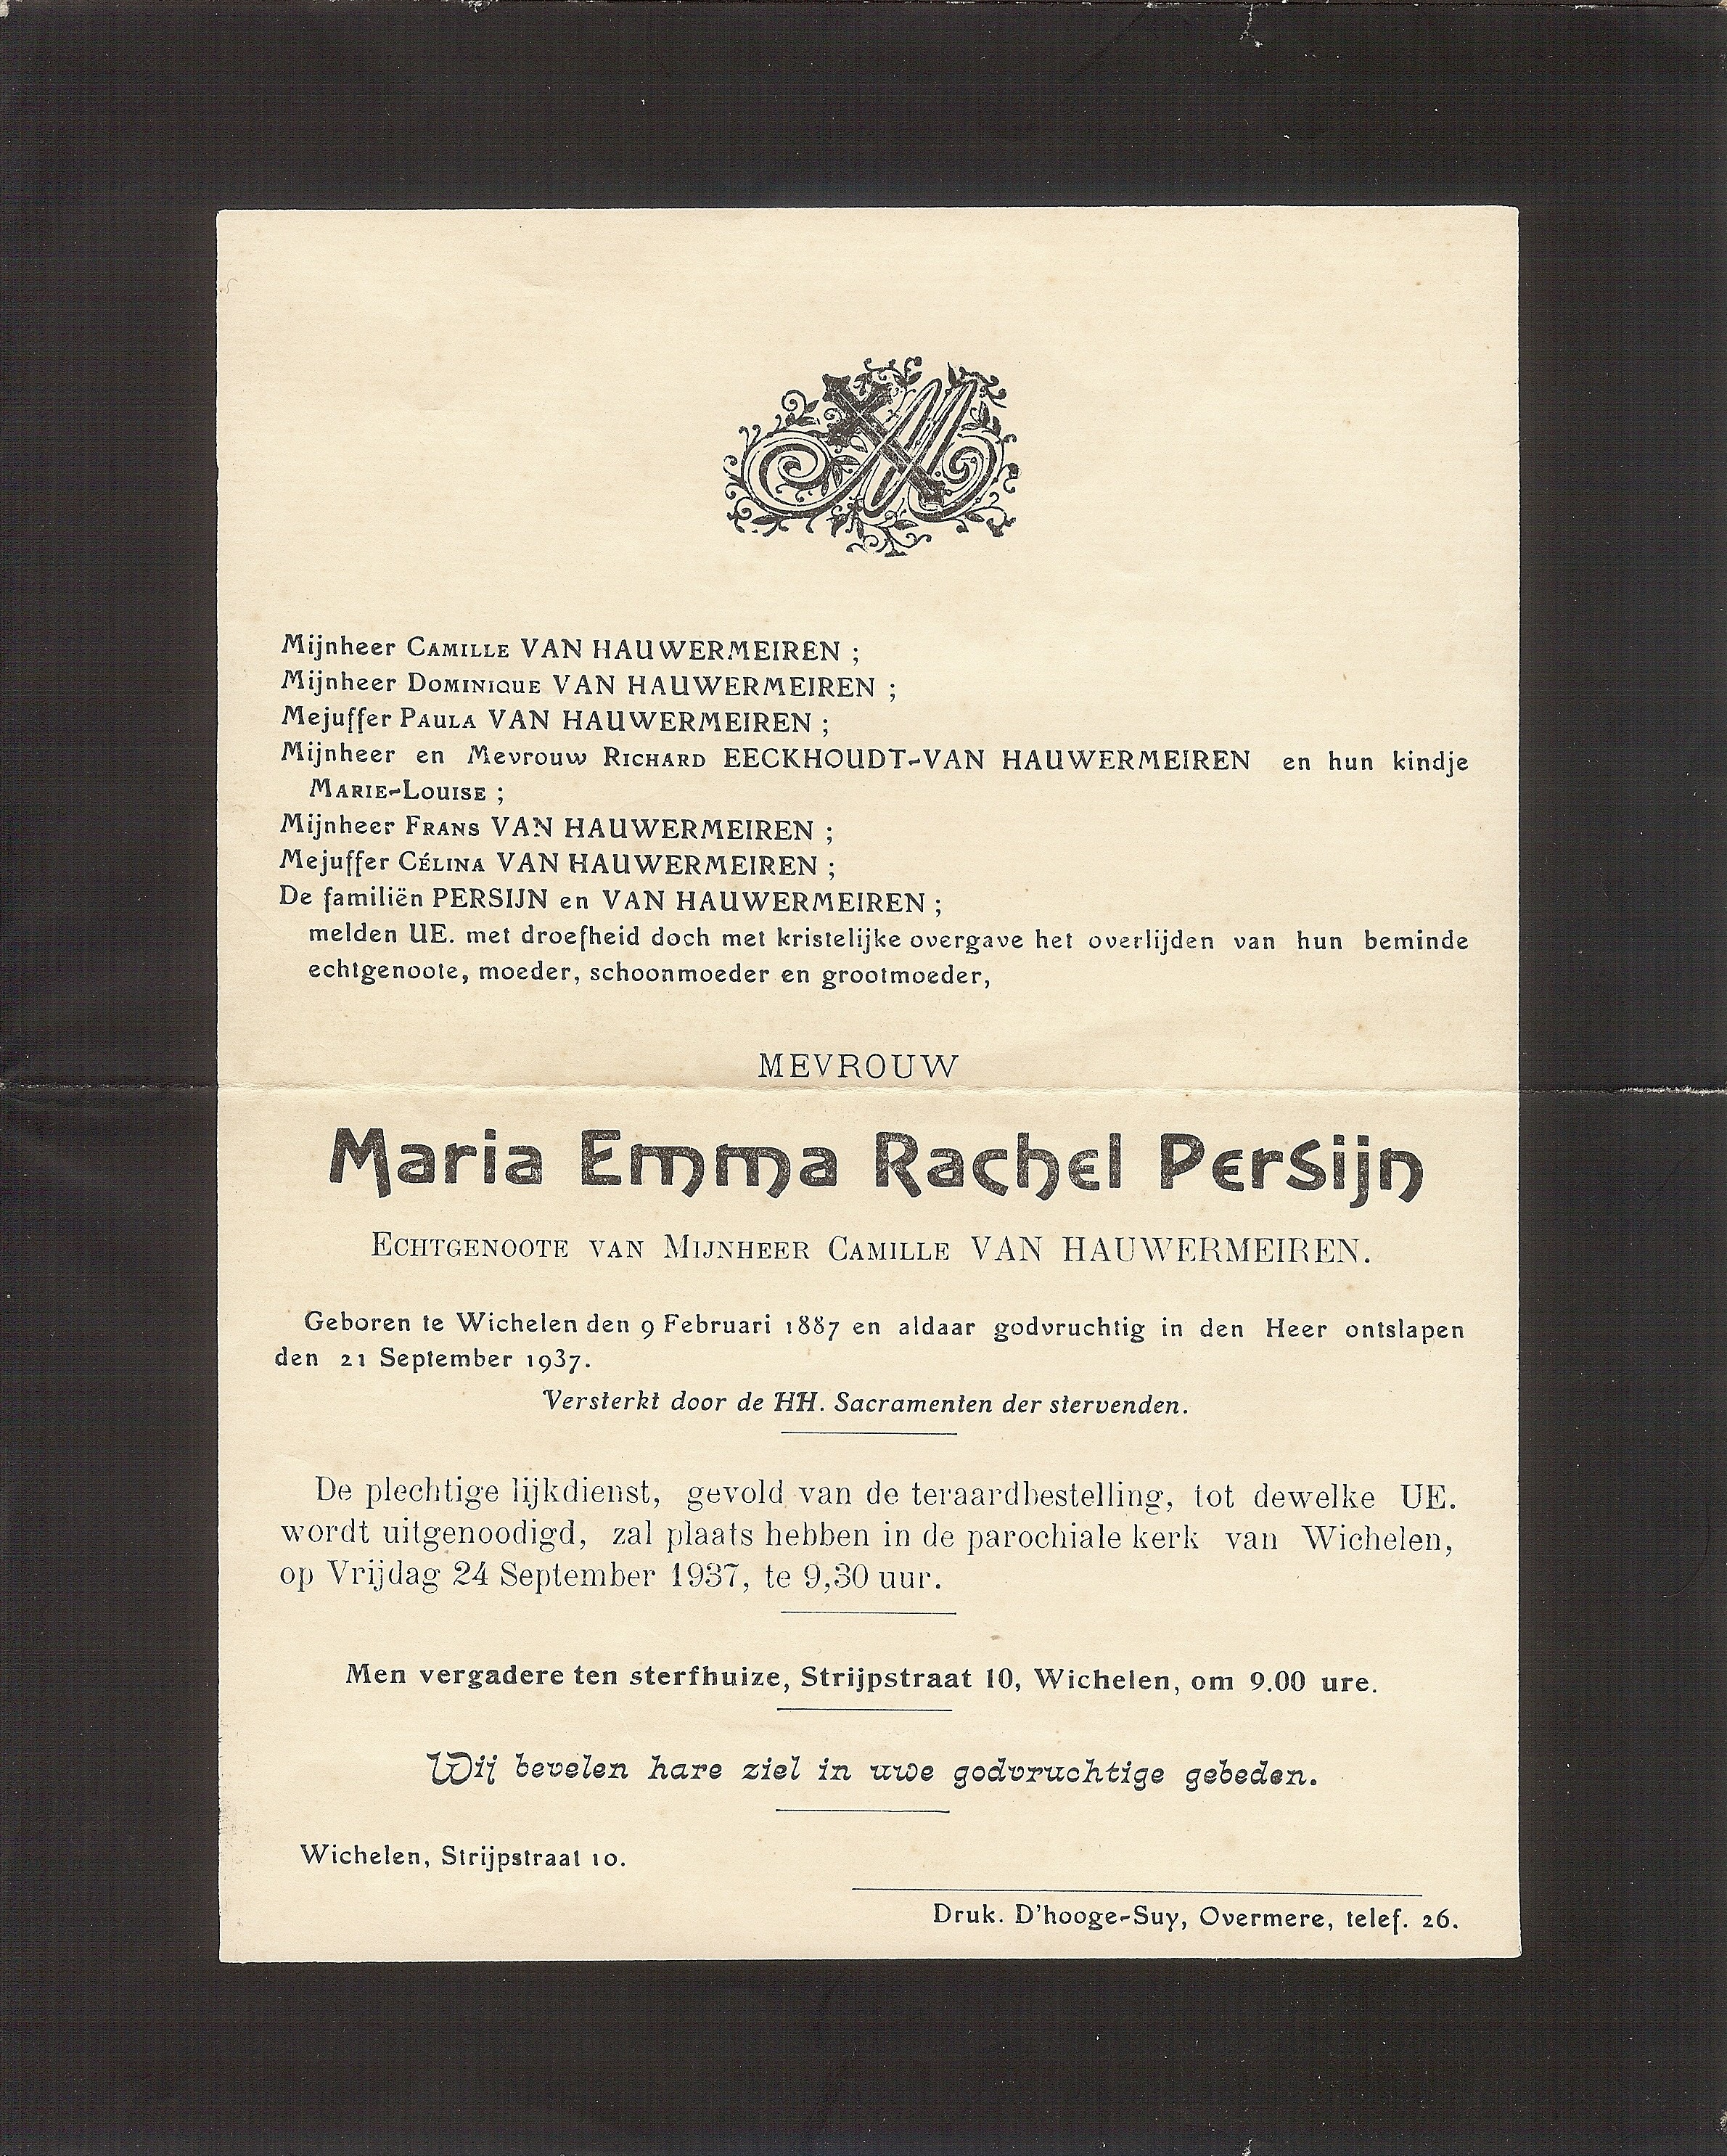 M
Mijnheer CAMILLE VAN HAUWERMEIREN ;
Mijnheer DOMINIQUE VAN HAUWERMEIREN ;
Mejuffer PAULA VAN HAUWERMEIREN ;
Mijnheer en Mevrouw RICHARD EECKHOUDT-VAN HAUWERMEIREN en hun kindje
MARIE-LOUISE ;
Mijnheer FRANS VAN HAUWERMEIREN ;
Mejuffer CÉLINA VAN HAUWERMEIREN ;
De familiën PERSIJN en VAN HAUWERMEIREN ;
melden UE. met droefheid doch met kristelijke overgave het overlijden van hun beminde
echtgenoote, moeder, schoonmoeder en grootmoeder,
MEVROUW
Maria Emma Rachel Persijn
ECHTGENOOTE VAN MIJNHEER CAMILLE VAN HAUWERMEIREN.
Geboren te Wichelen den 9 Februari 1887 en aldaar godvruchtig in den Heer ontslapen
den 21 September 1937.
Versterkt door de HH. Sacramenten der stervenden.
De plechtige lijkdienst, gevold van de teraardbestelling, tot dewelke UE.
wordt uitgenoodigd, zal plaats hebben in de parochiale kerk van Wichelen,
op Vrijdag 24 September 1937, te 9,30 uur.
Men vergadere ten sterfhuize, Strijpstraat 10, Wichelen, om 9.00 ure.
Wij bevelen hare ziel in uwe godvruchtige gebeden.
Wichelen, Strijpstraat 10.
Druk. D'hooge-Suy, Overmere, telef. 26.